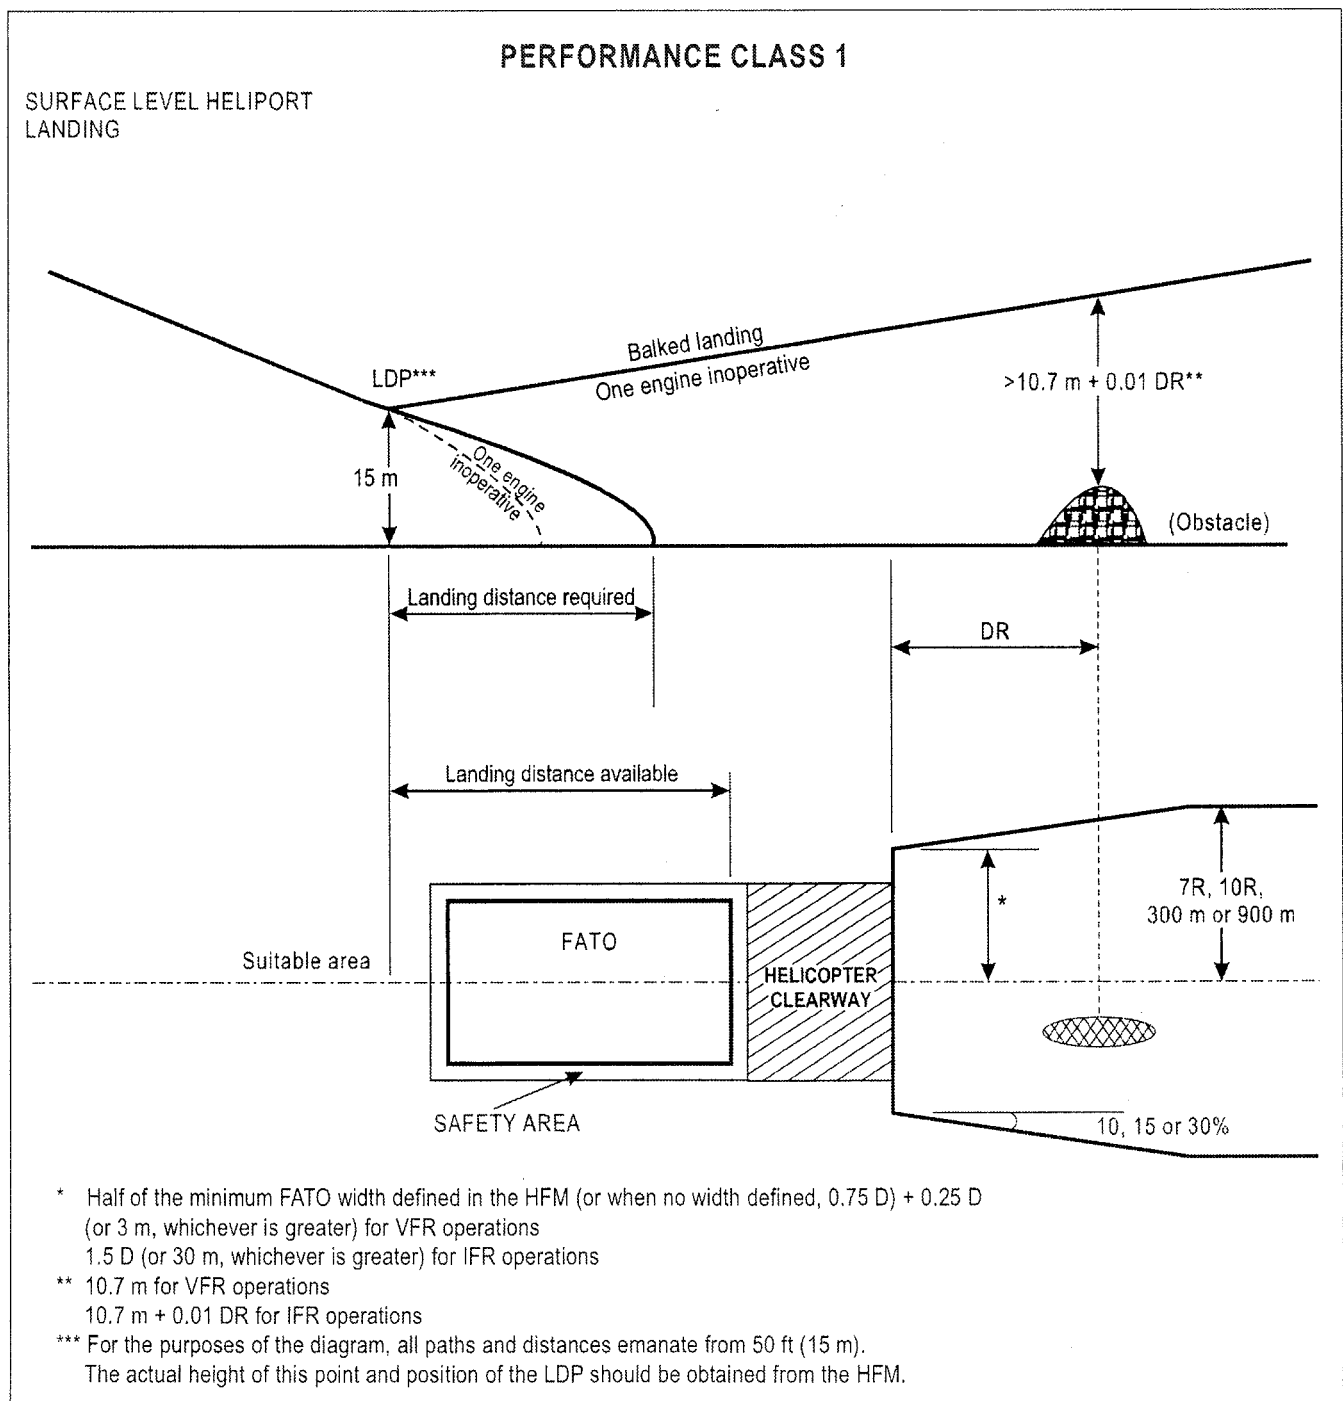 PERFORMANCE CLASS 1
SURFACE LEVEL HELIPORT
LANDING
Balked landing
One engine inoperative
LDP***
>10.7 m + 0.01 DR**
15 m
One engine
inoperative
(Obstacle)
Landing distance required
DR
Landing distance available
*
7R, 10R,
300 m or 900 m
FATO
Suitable area
HELICOPTER
CLEARWAY
SAFETY AREA
10, 15 or 30%
* Half of the minimum FATO width defined in the HFM (or when no width defined, 0.75 D) + 0.25 D
(or 3 m, whichever is greater) for VFR operations
1.5 D (or 30 m, whichever is greater) for IFR operations
** 10.7 m for VFR operations
10.7 m + 0.01 DR for IFR operations
*** For the purposes of the diagram, all paths and distances emanate from 50 ft (15 m).
The actual height of this point and position of the LDP should be obtained from the HFM.